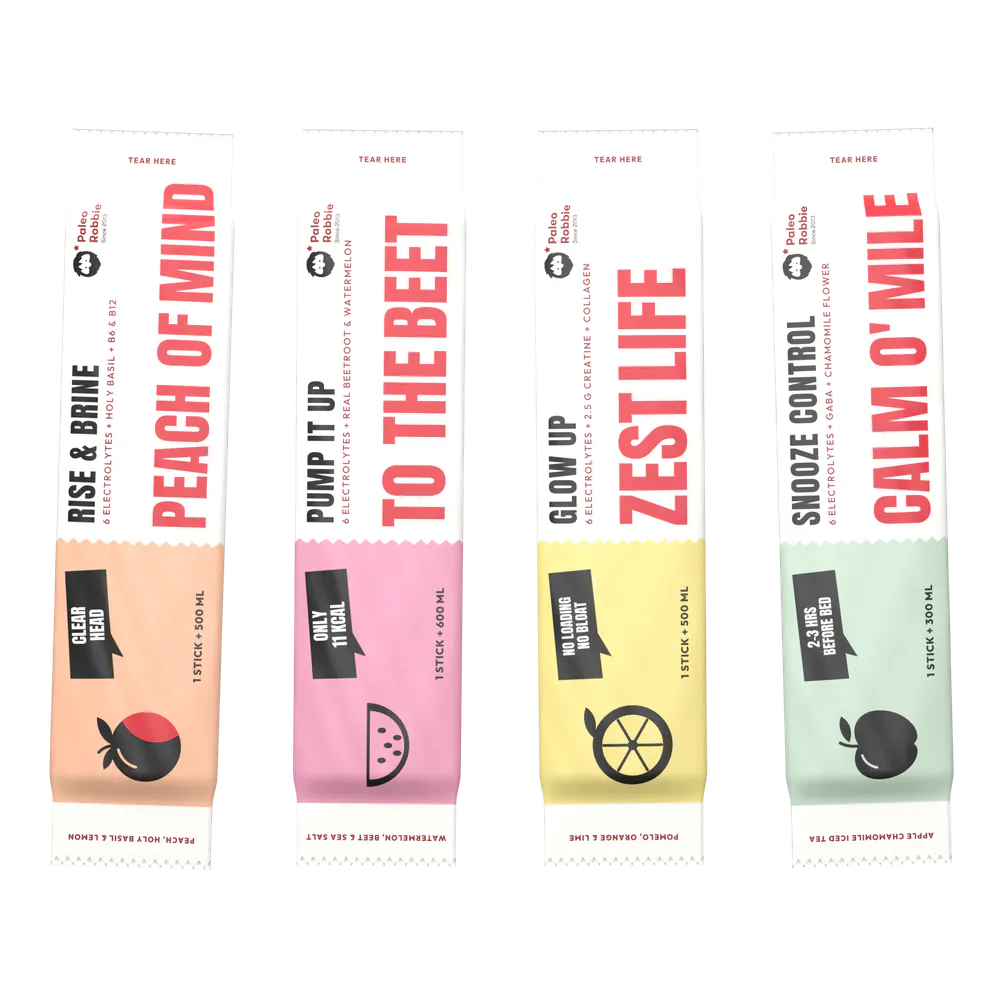 TEAR HERE
Paleo
Robbie
Since 2013
RISE & BRINE
6 ELECTROLYTES + HOLY BASIL + B6 & B12
PEACH OF MIND
CLEAR
HEAD
1 STICK + 500 ML
PEACH, HOLY BASIL & LEMON
TEAR HERE
Paleo
Robbie
Since 2013
PUMP IT UP
6 ELECTROLYTES + REAL BEETROOT & WATERMELON
TO THE BEET
ONLY
11 KCAL
1 STICK + 600 ML
WATERMELON, BEET & SEA SALT
TEAR HERE
Paleo
Robbie
Since 2013
GLOW UP
6 ELECTROLYTES + 2.5 G CREATINE + COLLAGEN
ZEST LIFE
NO LOADING
NO BLOAT
1 STICK + 500 ML
POMELO, ORANGE & LIME
TEAR HERE
Paleo
Robbie
Since 2013
SNOOZE CONTROL
6 ELECTROLYTES + GABA + CHAMOMILE FLOWER
CALM O' MILE
2-3 HRS
BEFORE BED
1 STICK + 300 ML
APPLE CHAMOMILE ICED TEA